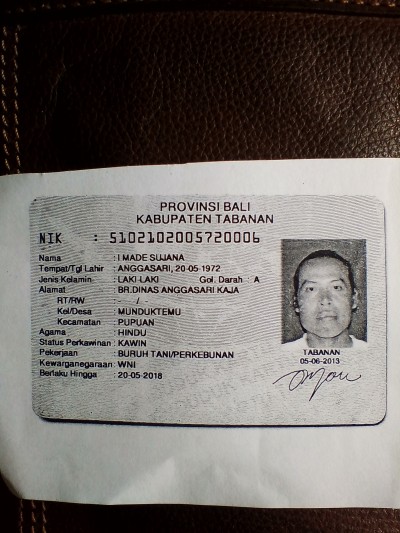 PROVINSI BALI
KABUPATEN TABANAN
NIK : 5102102005720006
Nama : I MADE SUJANA
Tempat/Tgl Lahir : ANGGASARI, 20-05-1972
Jenis Kelamin : LAKI-LAKI Gol. Darah : A
Alamat : BR.DINAS ANGGASARI KAJA
RT/RW : - / -
Kel/Desa : MUNDUKTEMU
Kecamatan : PUPUAN
Agama : HINDU
Status Perkawinan : KAWIN
Pekerjaan : BURUH TANI/PERKEBUNAN
Kewarganegaraan : WNI
Berlaku Hingga : 20-05-2018
TABANAN
05-06-2013